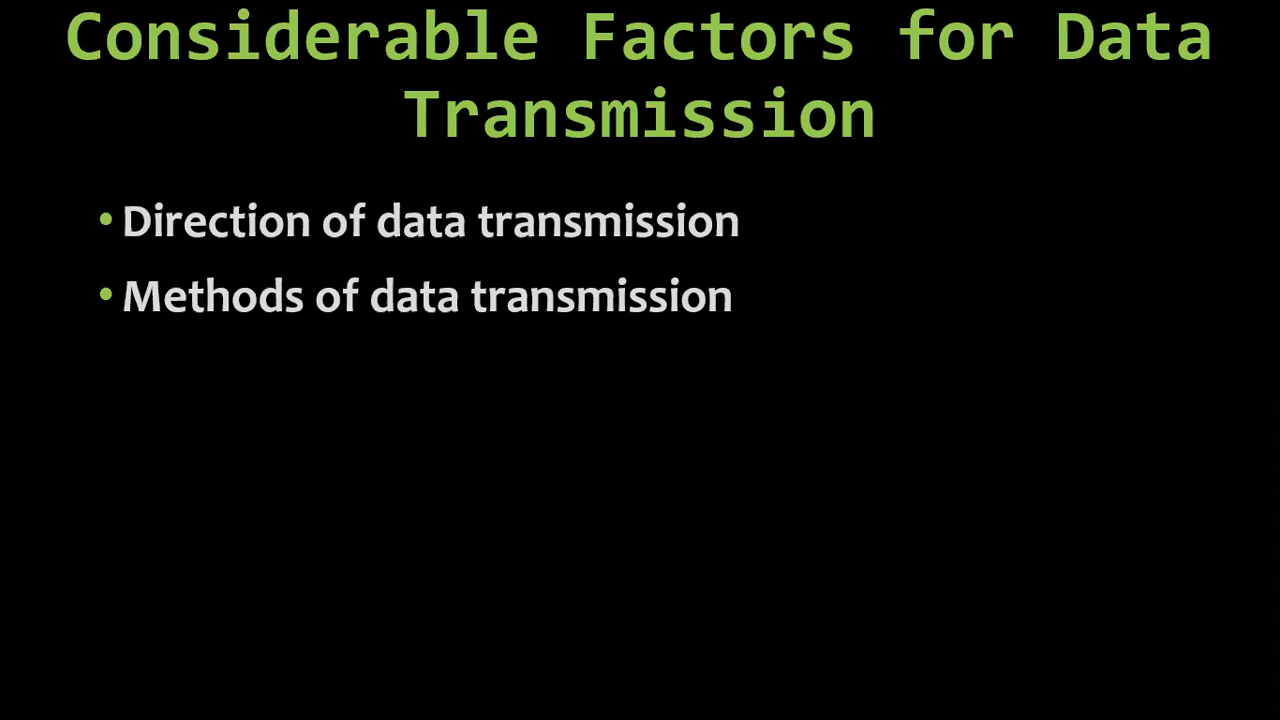 Considerable Factors for Data
Transmission
• Direction of data transmission
• Methods of data transmission